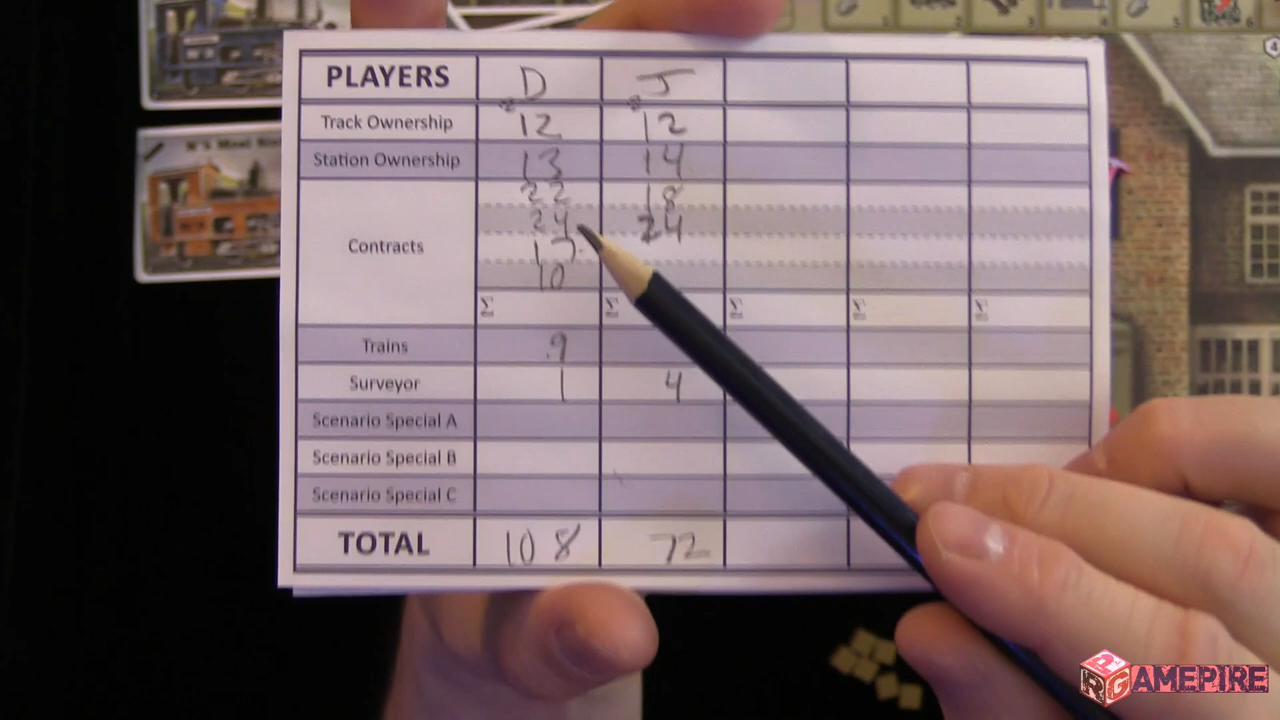 PLAYERS D J
Track Ownership 12 12
Station Ownership 13 14
22 18
24 24
Contracts 17
10
Σ Σ Σ Σ Σ
Trains 9
Surveyor 1 4
Scenario Special A
Scenario Special B
Scenario Special C
TOTAL 108 72
RGAMEPIRE